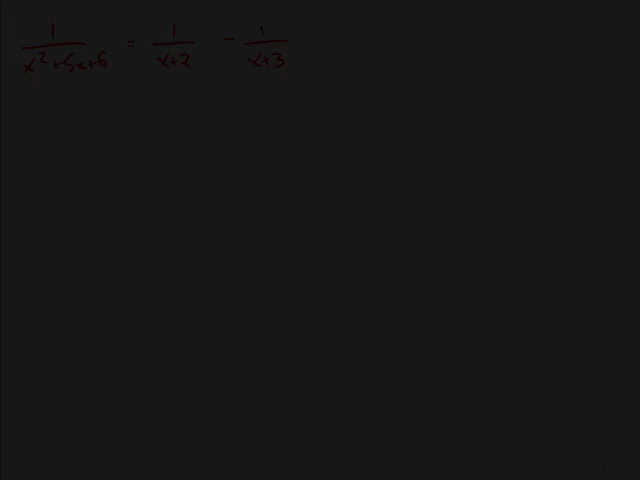 1/(x²+5x+6) = 1/(x+2) - 1/(x+3)